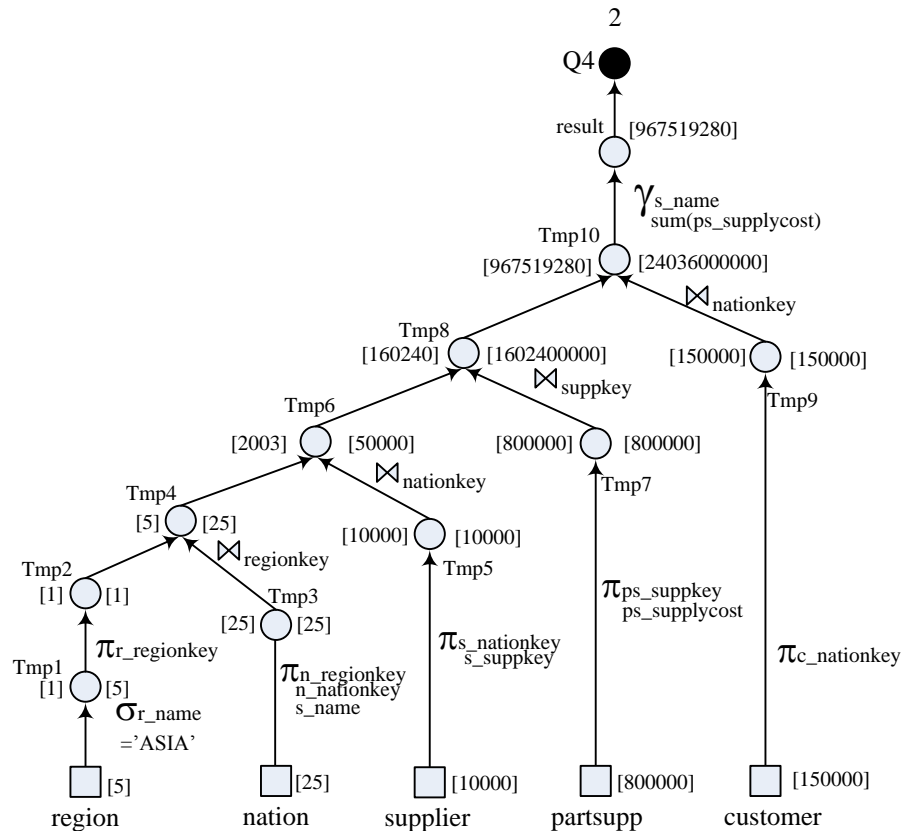 2
Q4
result
[967519280]
γs_name
sum(ps_supplycost)
Tmp10
[967519280]
[24036000000]
⋈nationkey
Tmp8
[160240]
[1602400000]
[150000]
[150000]
⋈suppkey
Tmp9
Tmp6
[2003]
[50000]
[800000]
[800000]
⋈nationkey
Tmp7
Tmp4
[5]
[25]
[10000]
[10000]
⋈regionkey
Tmp5
Tmp2
[1]
[1]
Tmp3
[25]
[25]
πps_suppkey
ps_supplycost
πr_regionkey
πs_nationkey
s_suppkey
πc_nationkey
Tmp1
[1]
[5]
πn_regionkey
n_nationkey
s_name
σr_name
='ASIA'
[5]
[25]
[10000]
[800000]
[150000]
region
nation
supplier
partsupp
customer